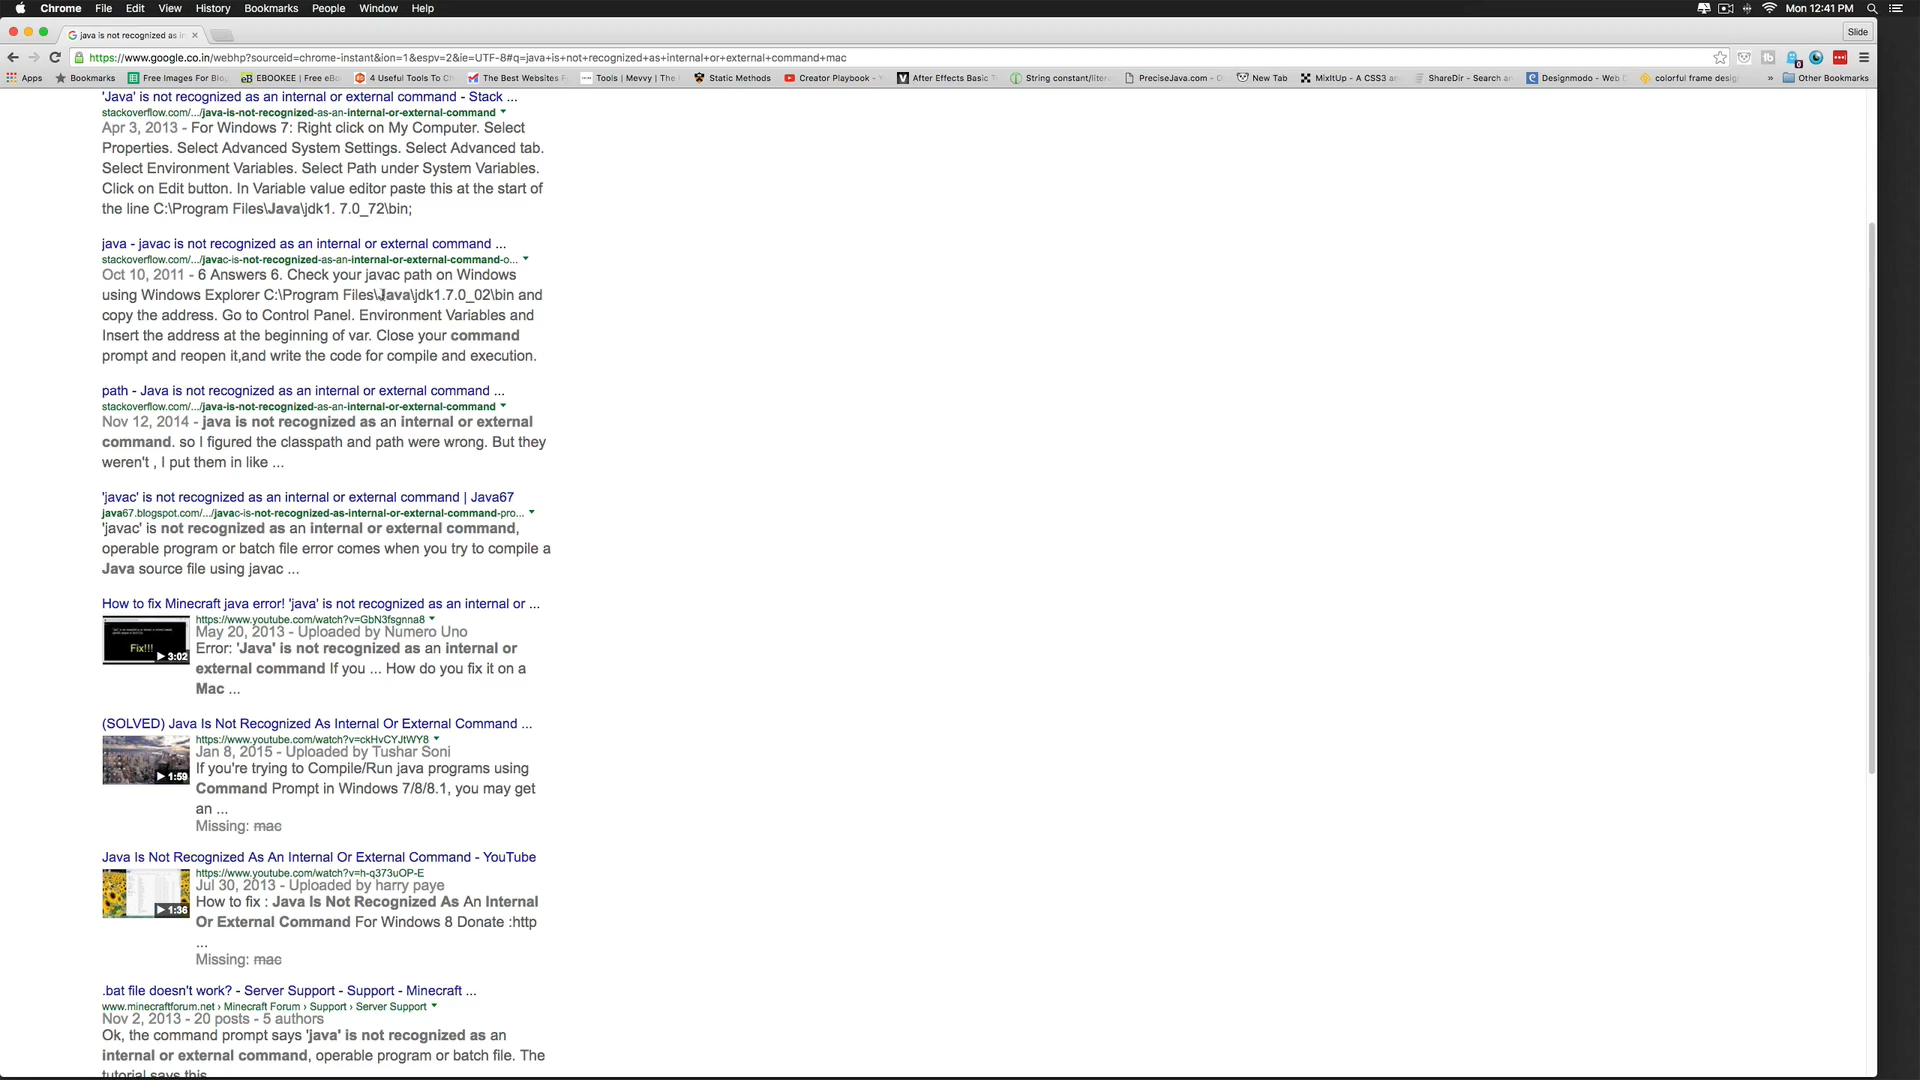 Chrome File Edit View History Bookmarks People Window Help Mon 12:41 PM
java is not recognized as in Slide
https://www.google.co.in/webhp?sourceid=chrome-instant&ion=1&espv=2&ie=UTF-8#q=java+is+not+recognized+as+internal+or+external+command+mac
Apps Bookmarks Free Images For Blog EBOOKEE | Free eBo 4 Useful Tools To C The Best Websites F Tools | Mevvy | The Static Methods Creator Playbook - Y After Effects Basic T String constant/liter PreciseJava.com - C New Tab MixItUp - A CSS3 an ShareDir - Search an Designmodo - Web D colorful frame design » Other Bookmarks
'Java' is not recognized as an internal or external command - Stack ...
stackoverflow.com/.../java-is-not-recognized-as-an-internal-or-external-command
Apr 3, 2013 - For Windows 7: Right click on My Computer. Select
Properties. Select Advanced System Settings. Select Advanced tab.
Select Environment Variables. Select Path under System Variables.
Click on Edit button. In Variable value editor paste this at the start of
the line C:\Program Files\Java\jdk1. 7.0_72\bin;
java - javac is not recognized as an internal or external command ...
stackoverflow.com/.../javac-is-not-recognized-as-an-internal-or-external-command-o...
Oct 10, 2011 - 6 Answers 6. Check your javac path on Windows
using Windows Explorer C:\Program Files\Java\jdk1.7.0_02\bin and
copy the address. Go to Control Panel. Environment Variables and
Insert the address at the beginning of var. Close your command
prompt and reopen it,and write the code for compile and execution.
path - Java is not recognized as an internal or external command ...
stackoverflow.com/.../java-is-not-recognized-as-an-internal-or-external-command
Nov 12, 2014 - java is not recognized as an internal or external
command. so I figured the classpath and path were wrong. But they
weren't , I put them in like ...
'javac' is not recognized as an internal or external command | Java67
java67.blogspot.com/.../javac-is-not-recognized-as-internal-or-external-command-pro...
'javac' is not recognized as an internal or external command,
operable program or batch file error comes when you try to compile a
Java source file using javac ...
How to fix Minecraft java error! 'java' is not recognized as an internal or ...
https://www.youtube.com/watch?v=GbN3fsgnna8
May 20, 2013 - Uploaded by Numero Uno
Error: 'Java' is not recognized as an internal or
external command If you ... How do you fix it on a
Mac ...
Fix!!!
3:02
(SOLVED) Java Is Not Recognized As Internal Or External Command ...
https://www.youtube.com/watch?v=ckHvCYJtWY8
Jan 8, 2015 - Uploaded by Tushar Soni
If you're trying to Compile/Run java programs using
Command Prompt in Windows 7/8/8.1, you may get
an ...
Missing: mac
1:59
Java Is Not Recognized As An Internal Or External Command - YouTube
https://www.youtube.com/watch?v=h-q373uOP-E
Jul 30, 2013 - Uploaded by harry paye
How to fix : Java Is Not Recognized As An Internal
Or External Command For Windows 8 Donate :http
...
Missing: mac
1:36
.bat file doesn't work? - Server Support - Support - Minecraft ...
www.minecraftforum.net › Minecraft Forum › Support › Server Support
Nov 2, 2013 - 20 posts - 5 authors
Ok, the command prompt says 'java' is not recognized as an
internal or external command, operable program or batch file. The
tutorial says this